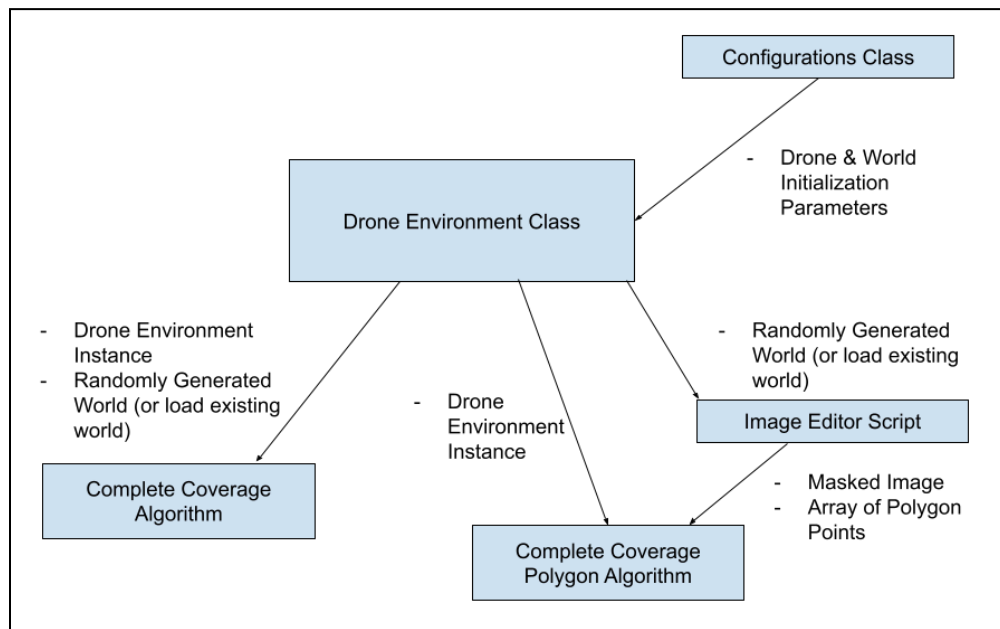 Configurations Class
- Drone & World
Initialization
Parameters
Drone Environment Class
- Drone Environment
Instance
- Randomly Generated
World (or load existing
world)
- Drone
Environment
Instance
- Randomly Generated
World (or load existing
world)
Image Editor Script
- Masked Image
- Array of Polygon
Points
Complete Coverage
Algorithm
Complete Coverage
Polygon Algorithm